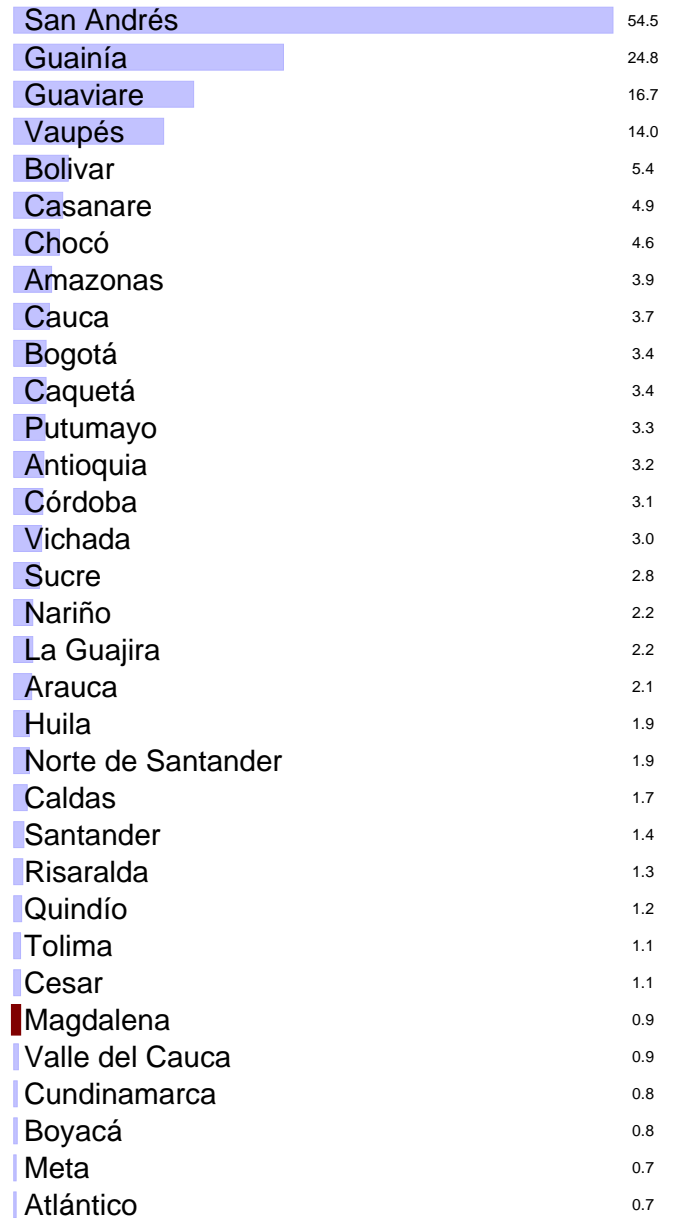 San Andrés 54.5
Guainía 24.8
Guaviare 16.7
Vaupés 14.0
Bolivar 5.4
Casanare 4.9
Chocó 4.6
Amazonas 3.9
Cauca 3.7
Bogotá 3.4
Caquetá 3.4
Putumayo 3.3
Antioquia 3.2
Córdoba 3.1
Vichada 3.0
Sucre 2.8
Nariño 2.2
La Guajira 2.2
Arauca 2.1
Huila 1.9
Norte de Santander 1.9
Caldas 1.7
Santander 1.4
Risaralda 1.3
Quindío 1.2
Tolima 1.1
Cesar 1.1
Magdalena 0.9
Valle del Cauca 0.9
Cundinamarca 0.8
Boyacá 0.8
Meta 0.7
Atlántico 0.7